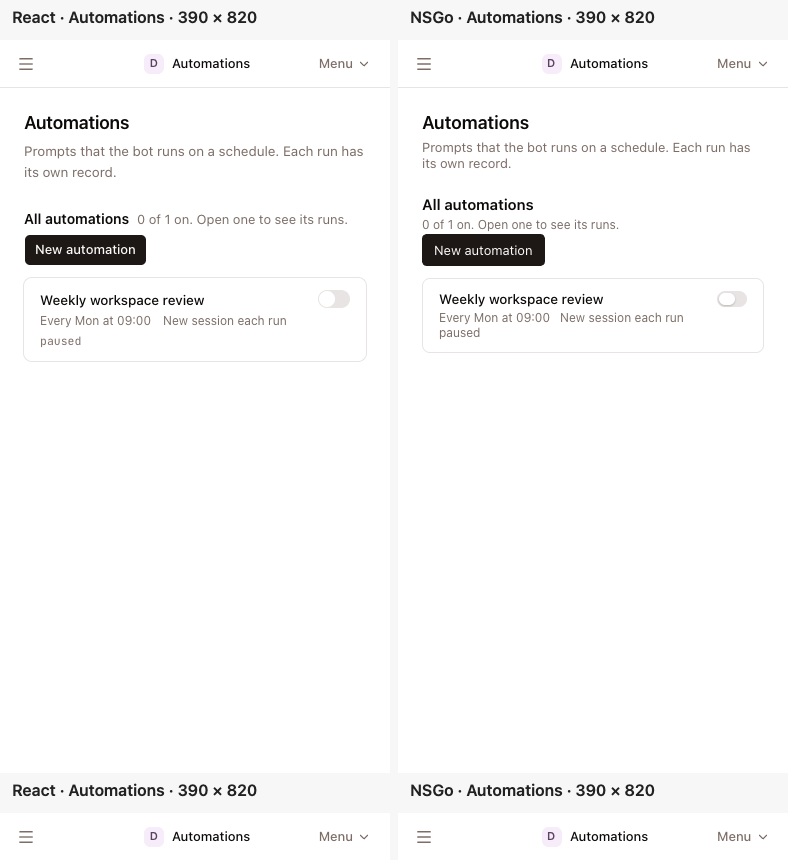 React · Automations · 390 × 820
D Automations Menu
Automations
Prompts that the bot runs on a schedule. Each run has
its own record.
All automations 0 of 1 on. Open one to see its runs.
New automation
Weekly workspace review
Every Mon at 09:00 New session each run
paused
NSGo · Automations · 390 × 820
D Automations Menu
Automations
Prompts that the bot runs on a schedule. Each run has
its own record.
All automations
0 of 1 on. Open one to see its runs.
New automation
Weekly workspace review
Every Mon at 09:00 New session each run
paused
React · Automations · 390 × 820
D Automations Menu
NSGo · Automations · 390 × 820
D Automations Menu